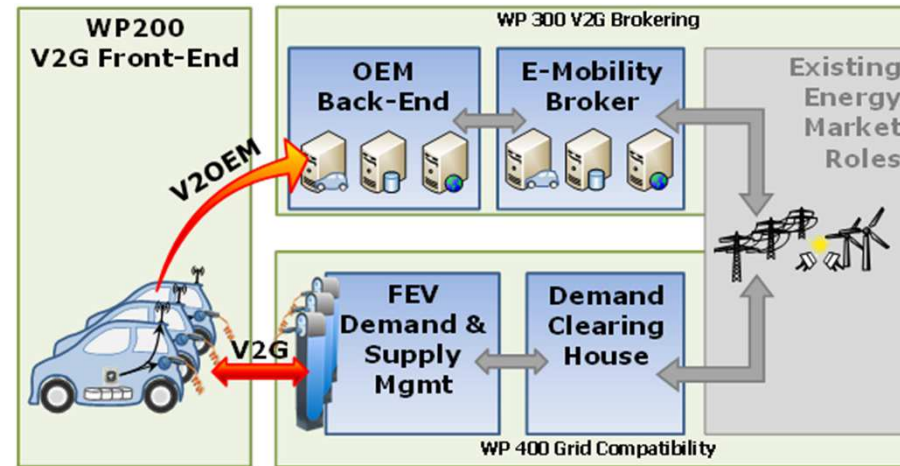 WP200
V2G Front-End
WP 300 V2G Brokering
OEM
Back-End
E-Mobility
Broker
Existing
Energy
Market
Roles
V2OEM
V2G
FEV
Demand &
Supply
Mgmt
Demand
Clearing
House
WP 400 Grid Compatibility